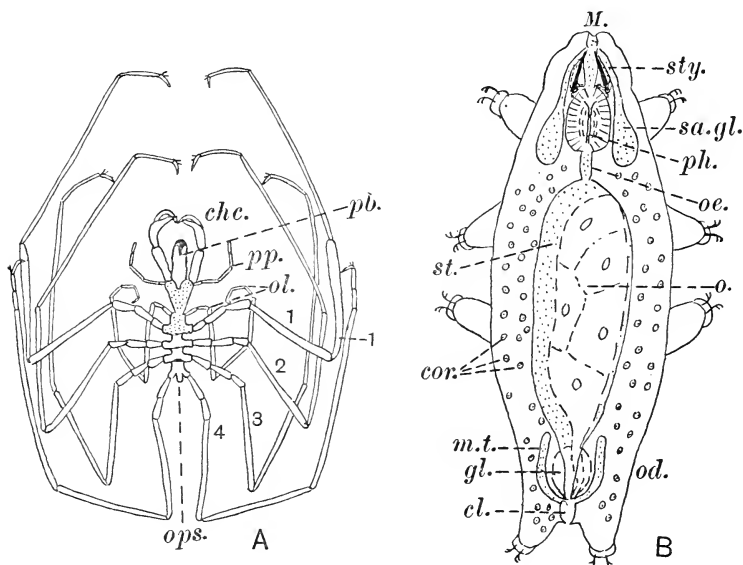 chc.
pb.
pp.
ol.
1
1
2
3
4
ops.
A
M.
sty.
sa.gl.
ph.
oe.
st.
o.
cor.
m.t.
gl.
od.
cl.
B